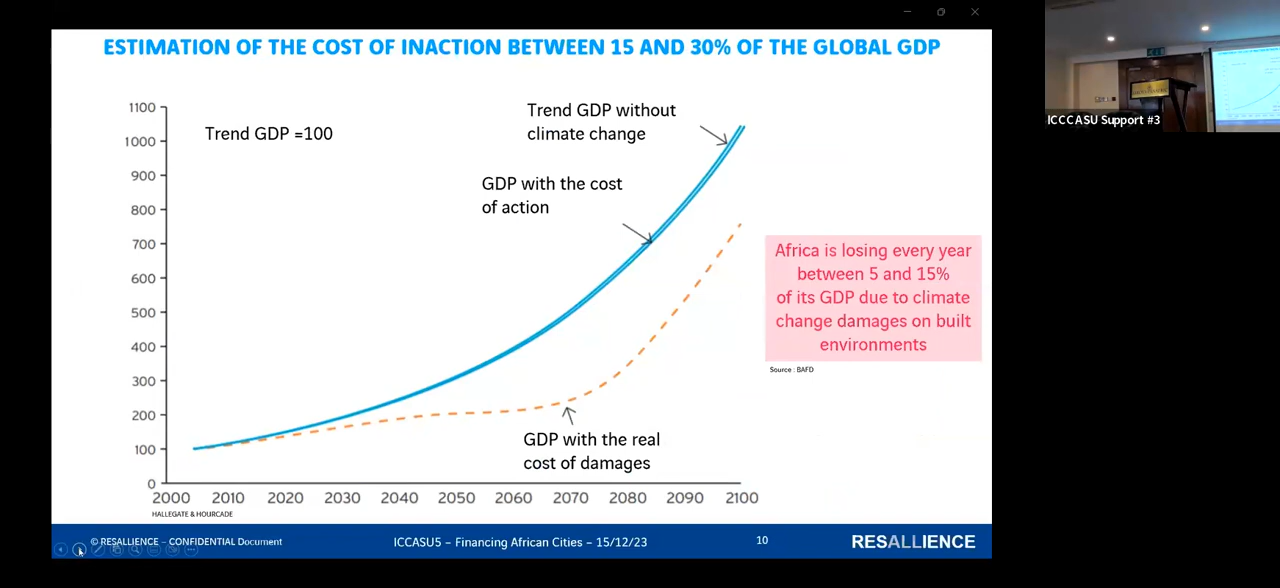 ESTIMATION OF THE COST OF INACTION BETWEEN 15 AND 30% OF THE GLOBAL GDP
1100
1000
900
800
700
600
500
400
300
200
100
0
Trend GDP =100
Trend GDP without
climate change
GDP with the cost
of action
GDP with the real
cost of damages
2000 2010 2020 2030 2040 2050 2060 2070 2080 2090 2100
HALLEGATE & HOURCADE
Africa is losing every year
between 5 and 15%
of its GDP due to climate
change damages on built
environments
Source : BAFD
© RESALLIENCE – CONFIDENTIAL Document
ICCASU5 – Financing African Cities – 15/12/23
10
RESALLIENCE
ICCCASU Support #3